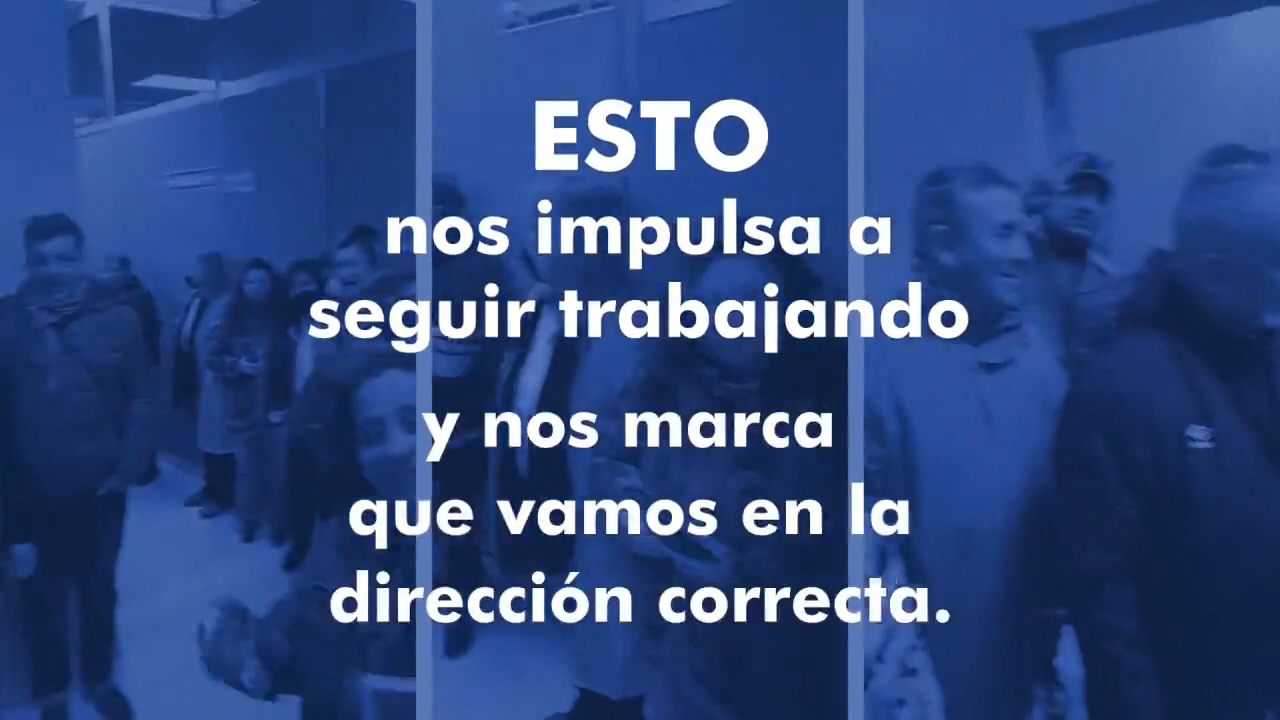 ESTO
nos impulsa a
seguir trabajando
y nos marca
que vamos en la
dirección correcta.